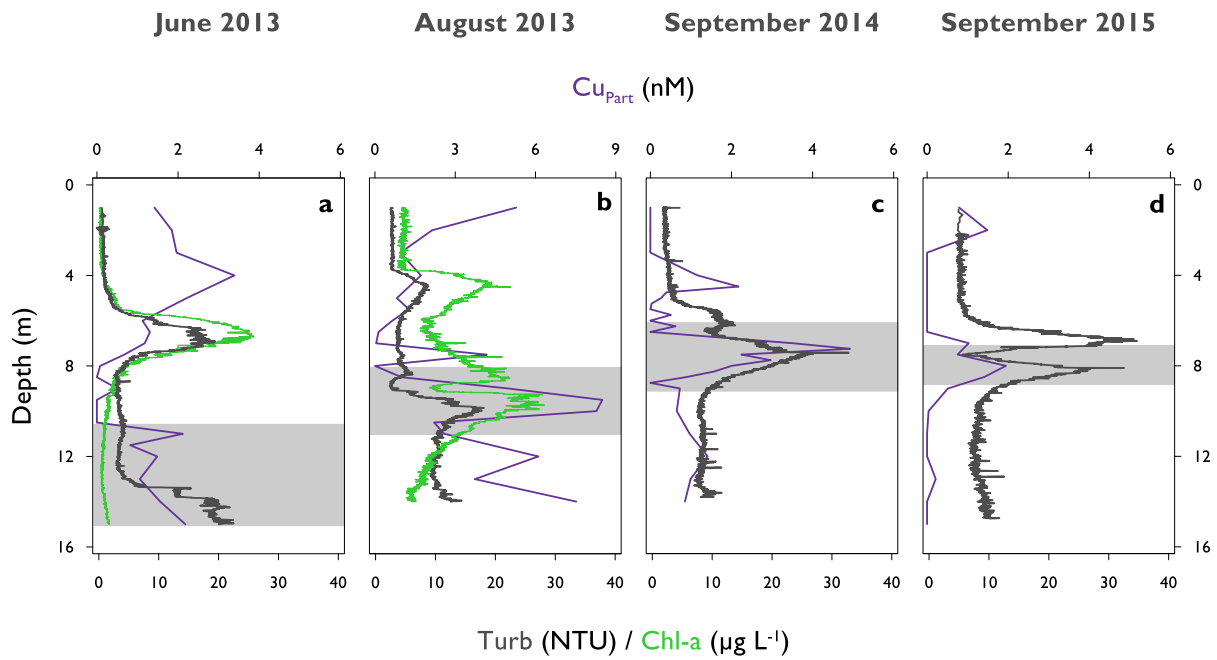 June 2013 August 2013 September 2014 September 2015
Cu_Part (nM)
0 2 4 6 0 3 6 9 0 2 4 6 0 2 4 6
0 a b c d 0
4 4
8 8
12 12
16 16
Depth (m)
0 10 20 30 40 0 10 20 30 40 0 10 20 30 40 0 10 20 30 40
Turb (NTU) / Chl-a (µg L⁻¹)